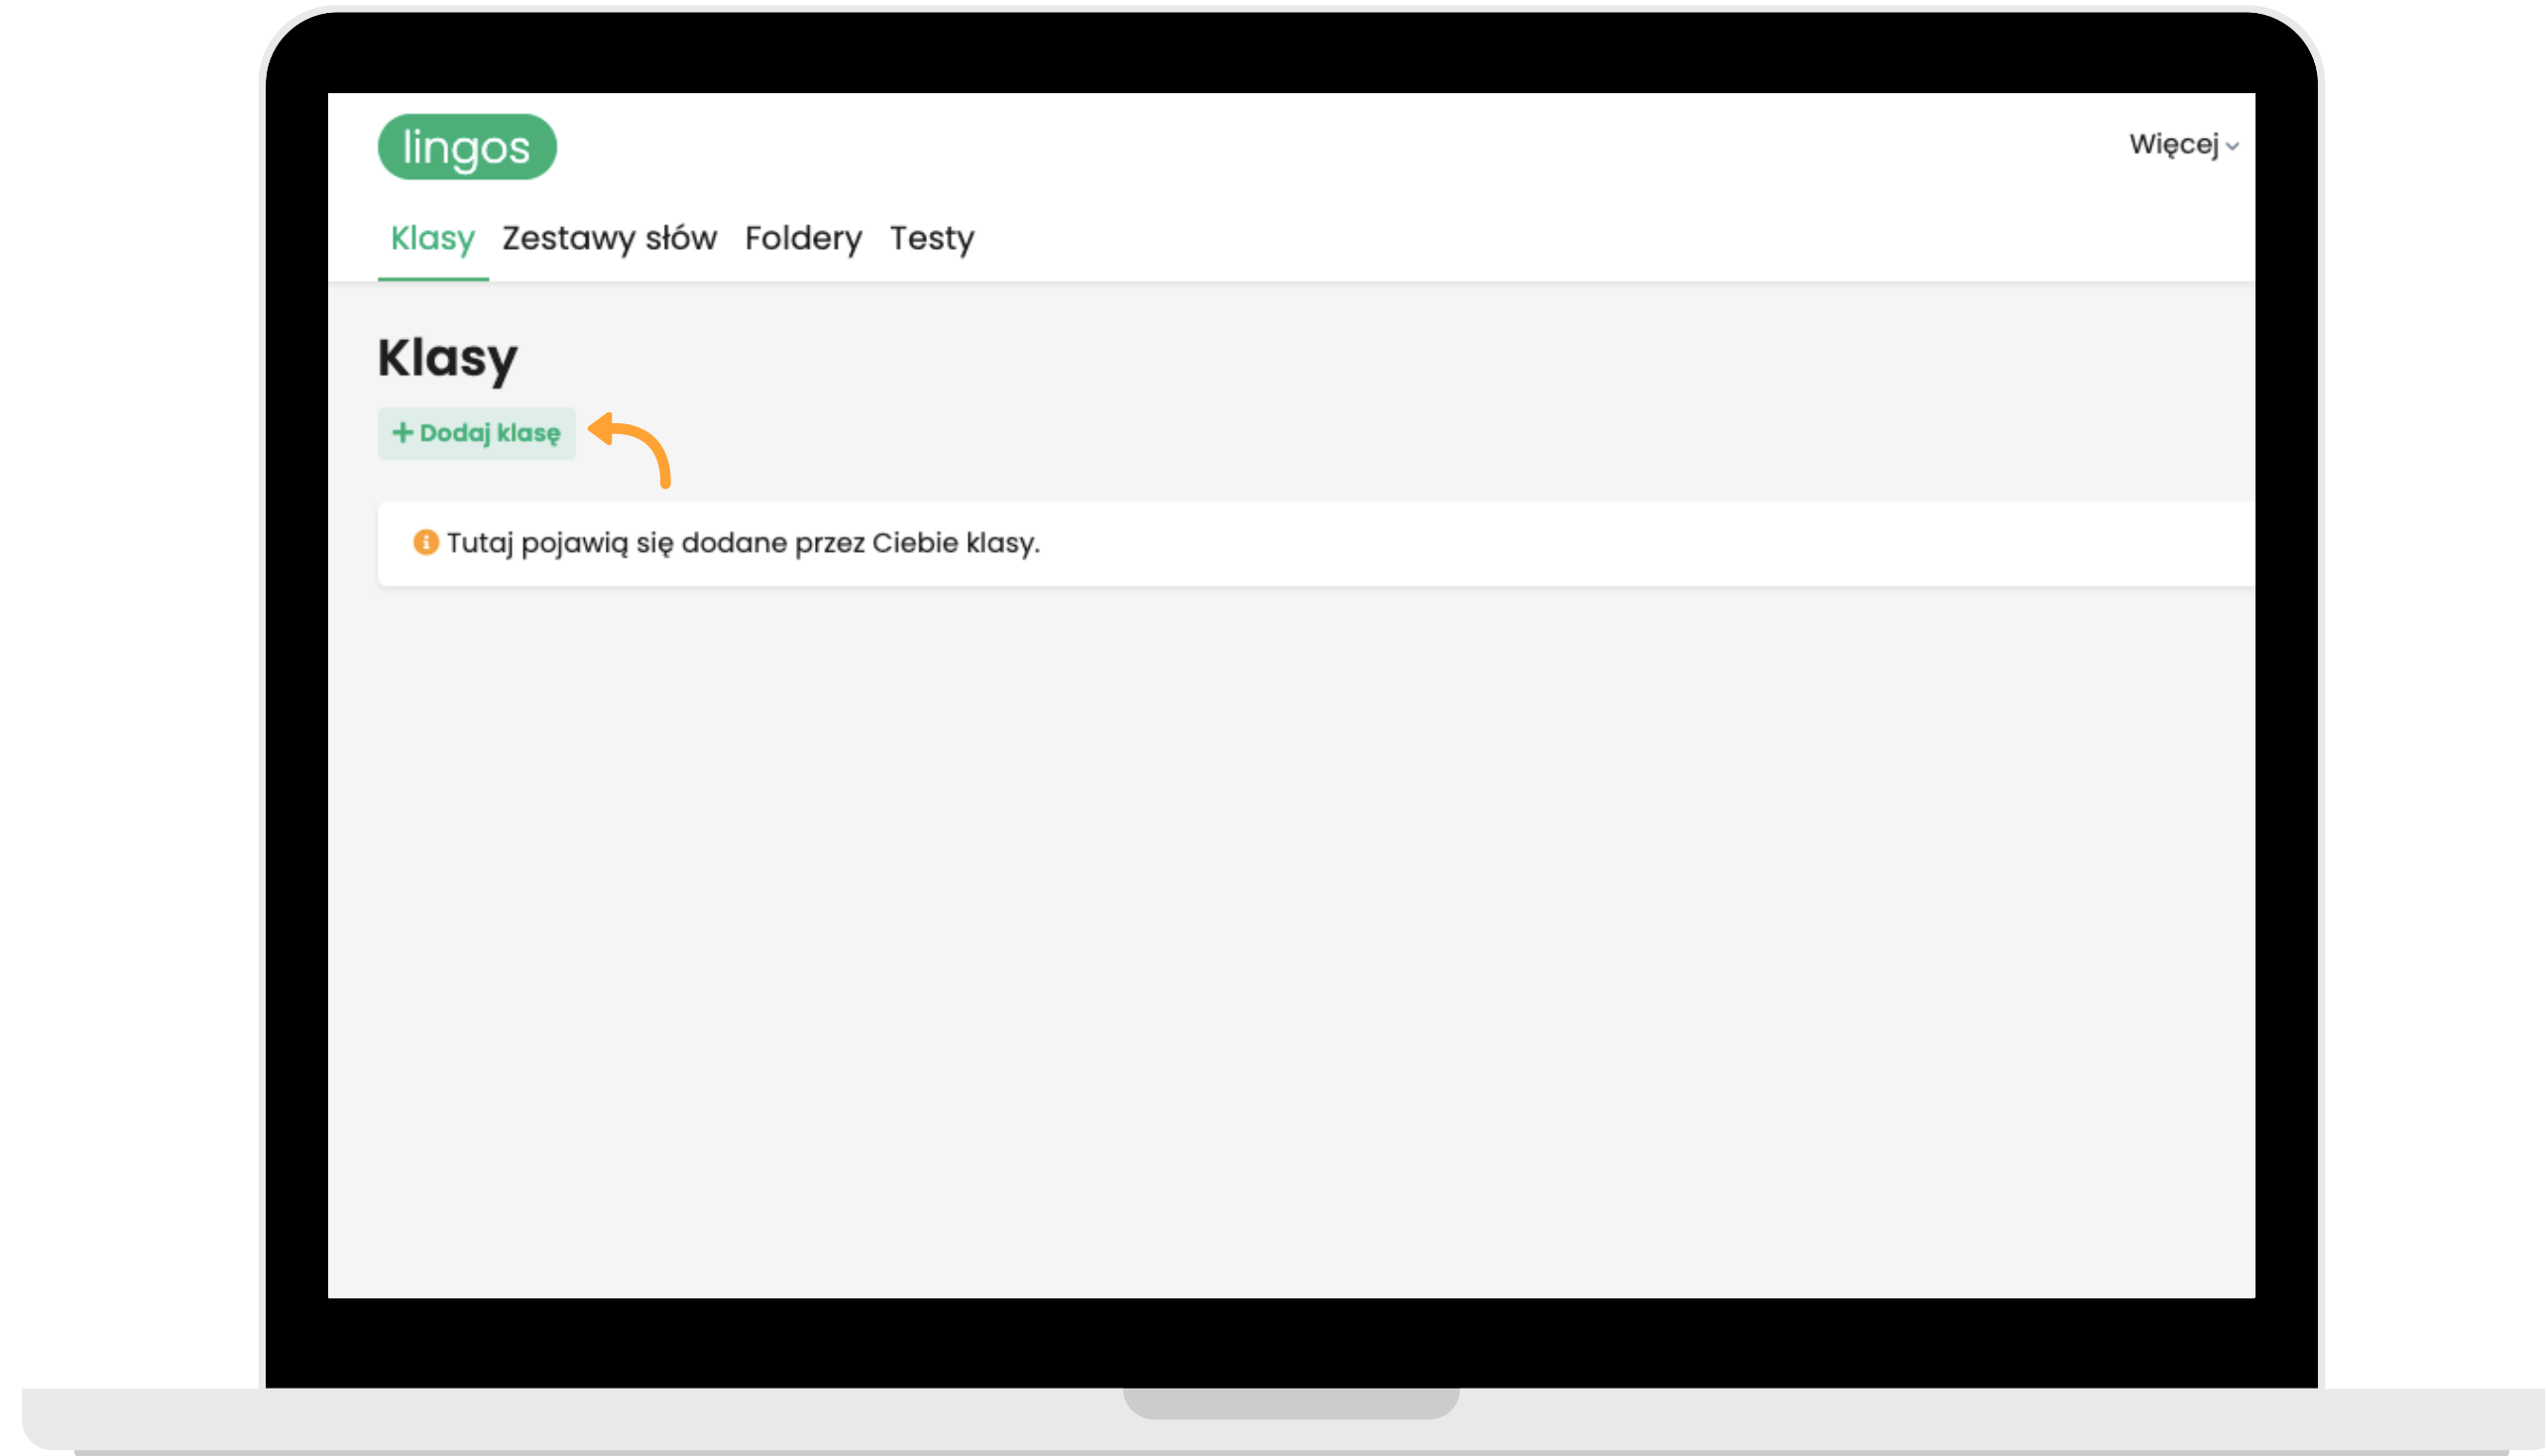 lingos
Więcej
Klasy Zestawy słów Foldery Testy
Klasy
+ Dodaj klasę
Tutaj pojawią się dodane przez Ciebie klasy.